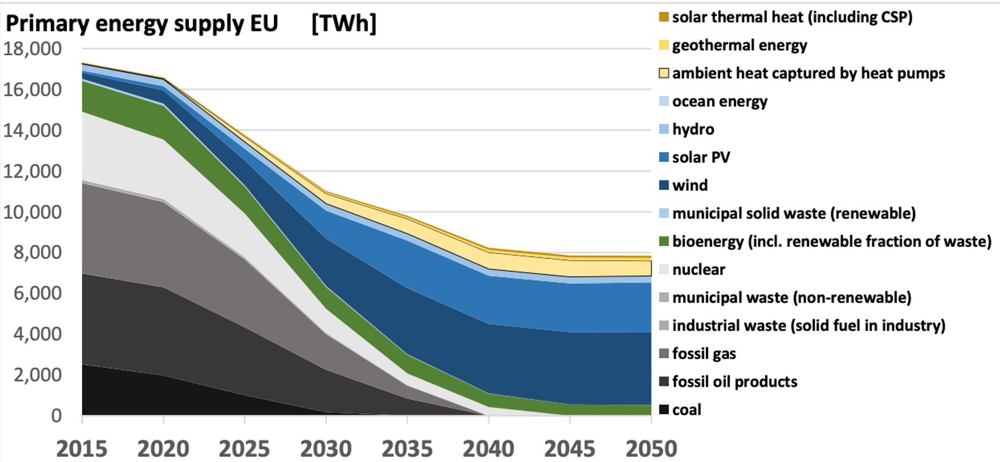 Primary energy supply EU [TWh]
18,000
16,000
14,000
12,000
10,000
8,000
6,000
4,000
2,000
0
2015 2020 2025 2030 2035 2040 2045 2050
solar thermal heat (including CSP)
geothermal energy
ambient heat captured by heat pumps
ocean energy
hydro
solar PV
wind
municipal solid waste (renewable)
bioenergy (incl. renewable fraction of waste)
nuclear
municipal waste (non-renewable)
industrial waste (solid fuel in industry)
fossil gas
fossil oil products
coal